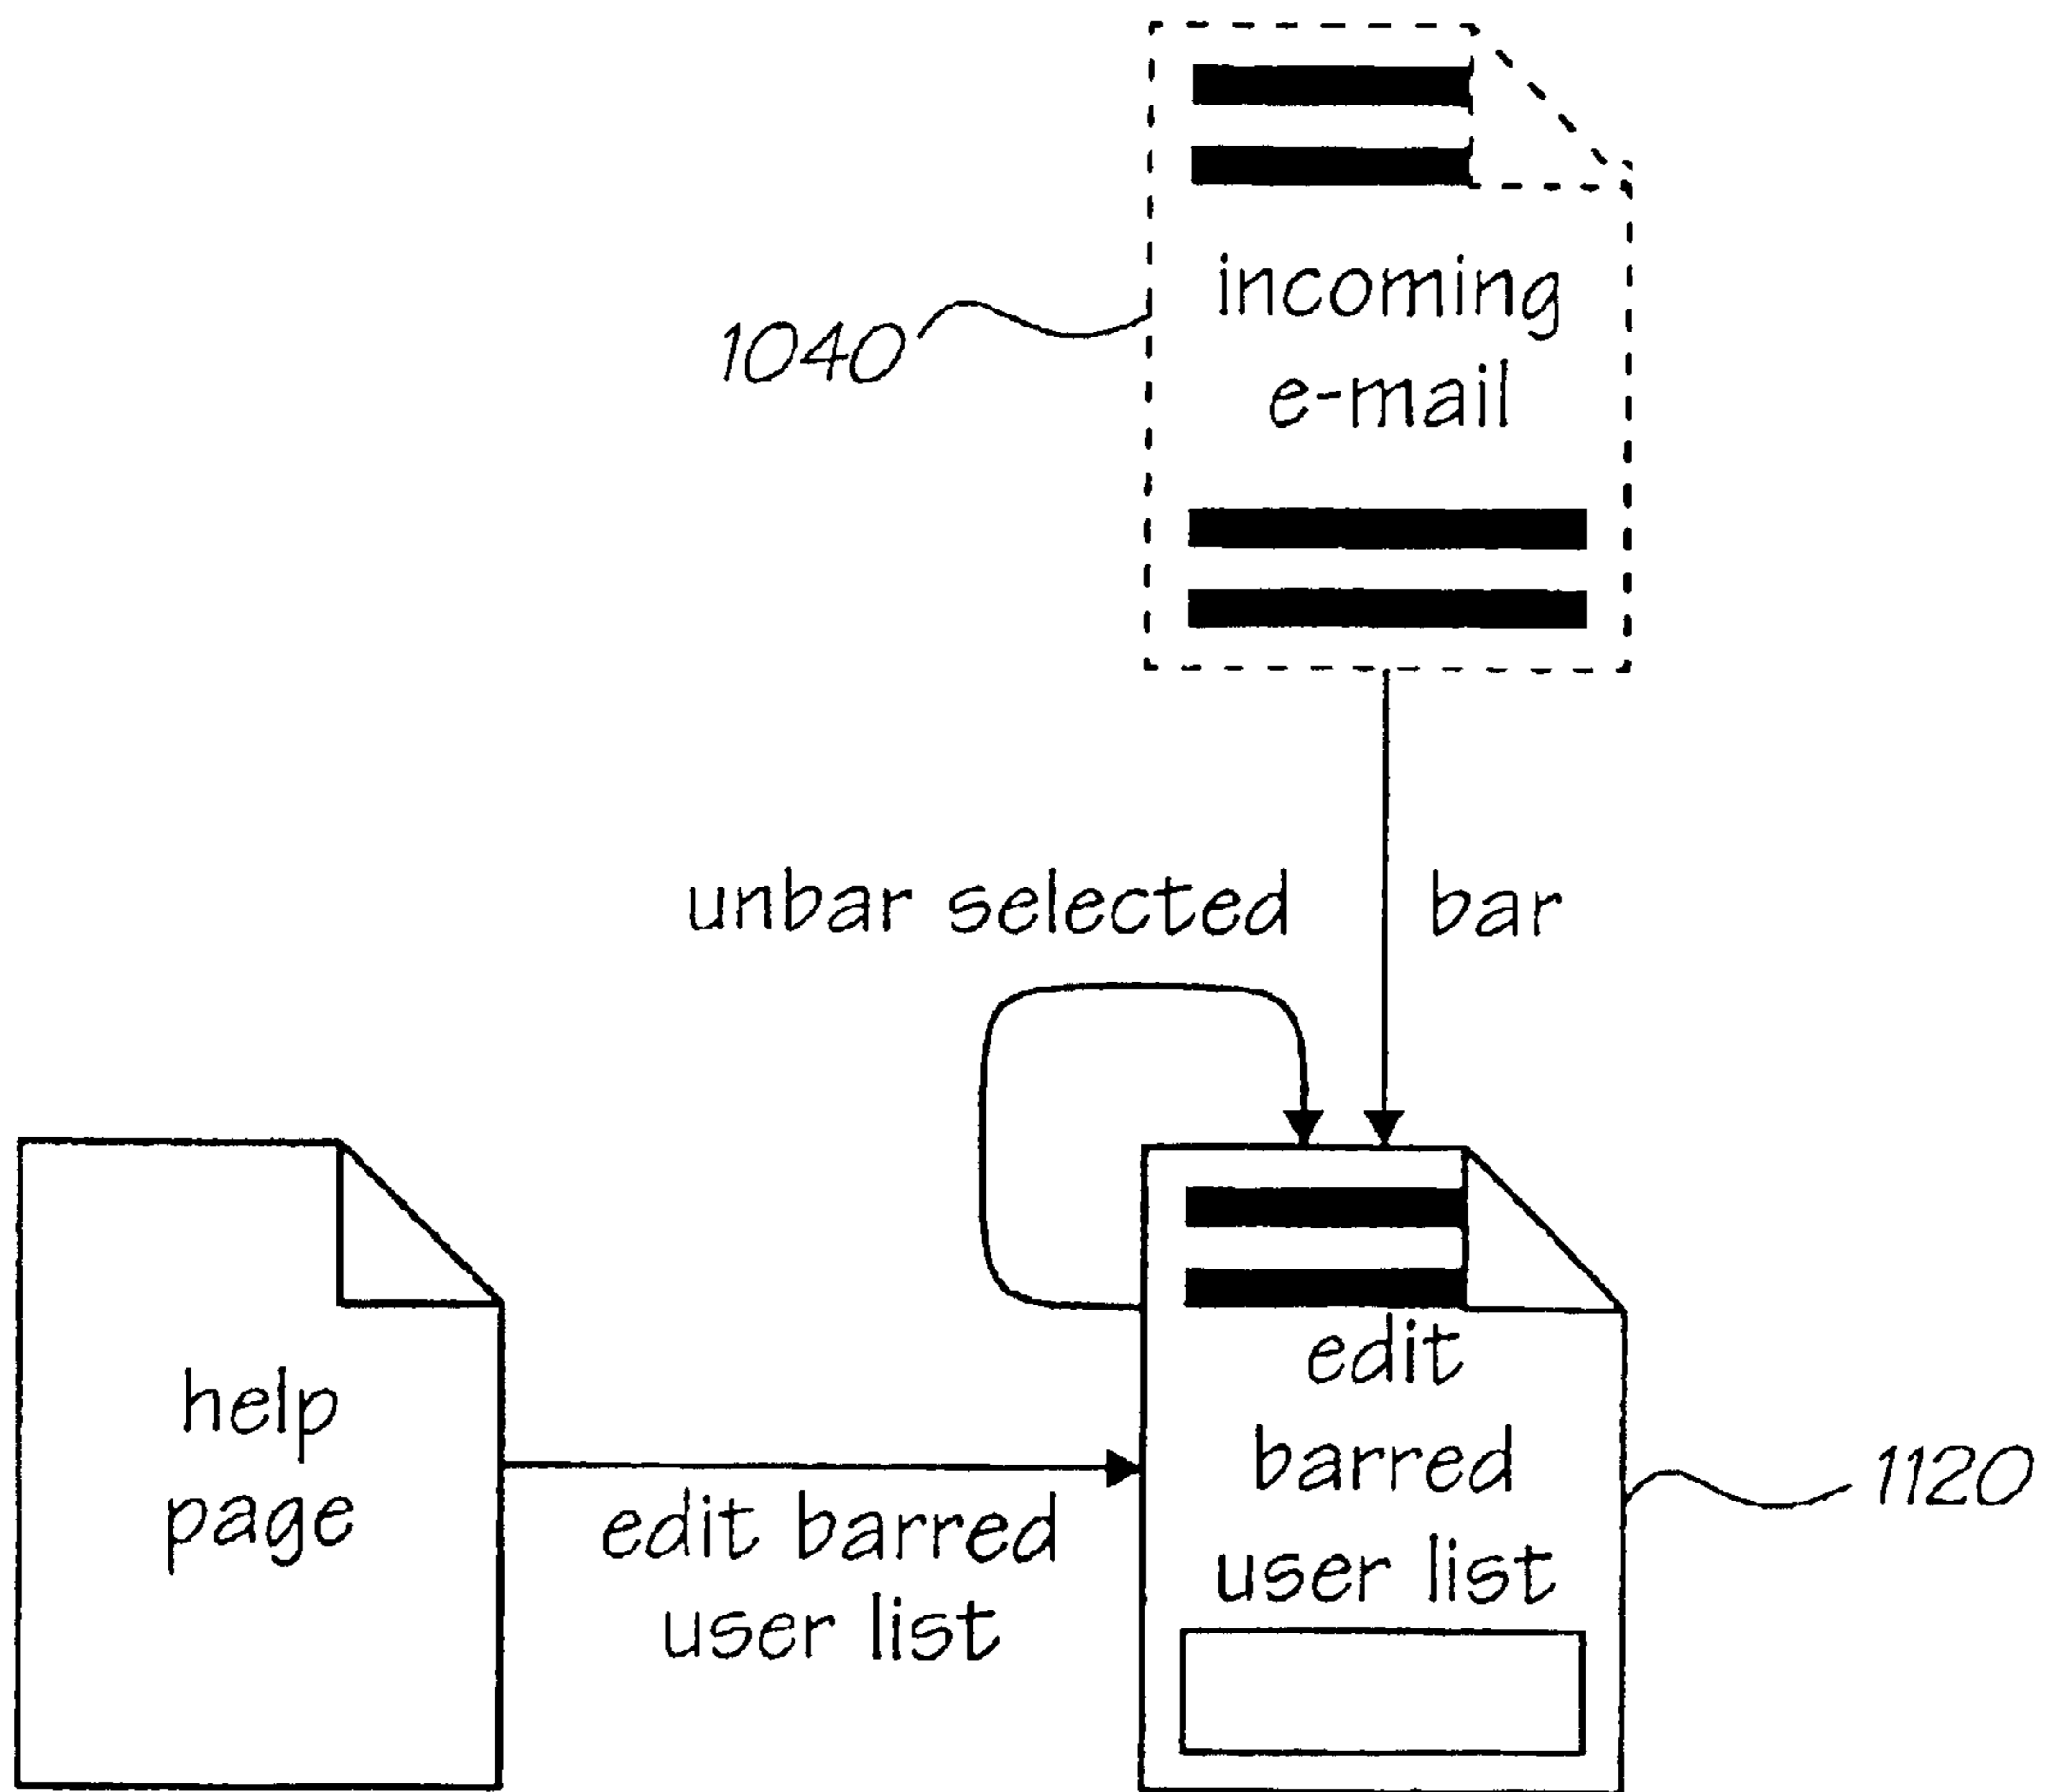 incoming
e-mail
1040
unbar selected
bar
help
page
edit barred
user list
edit
barred
user list
1120